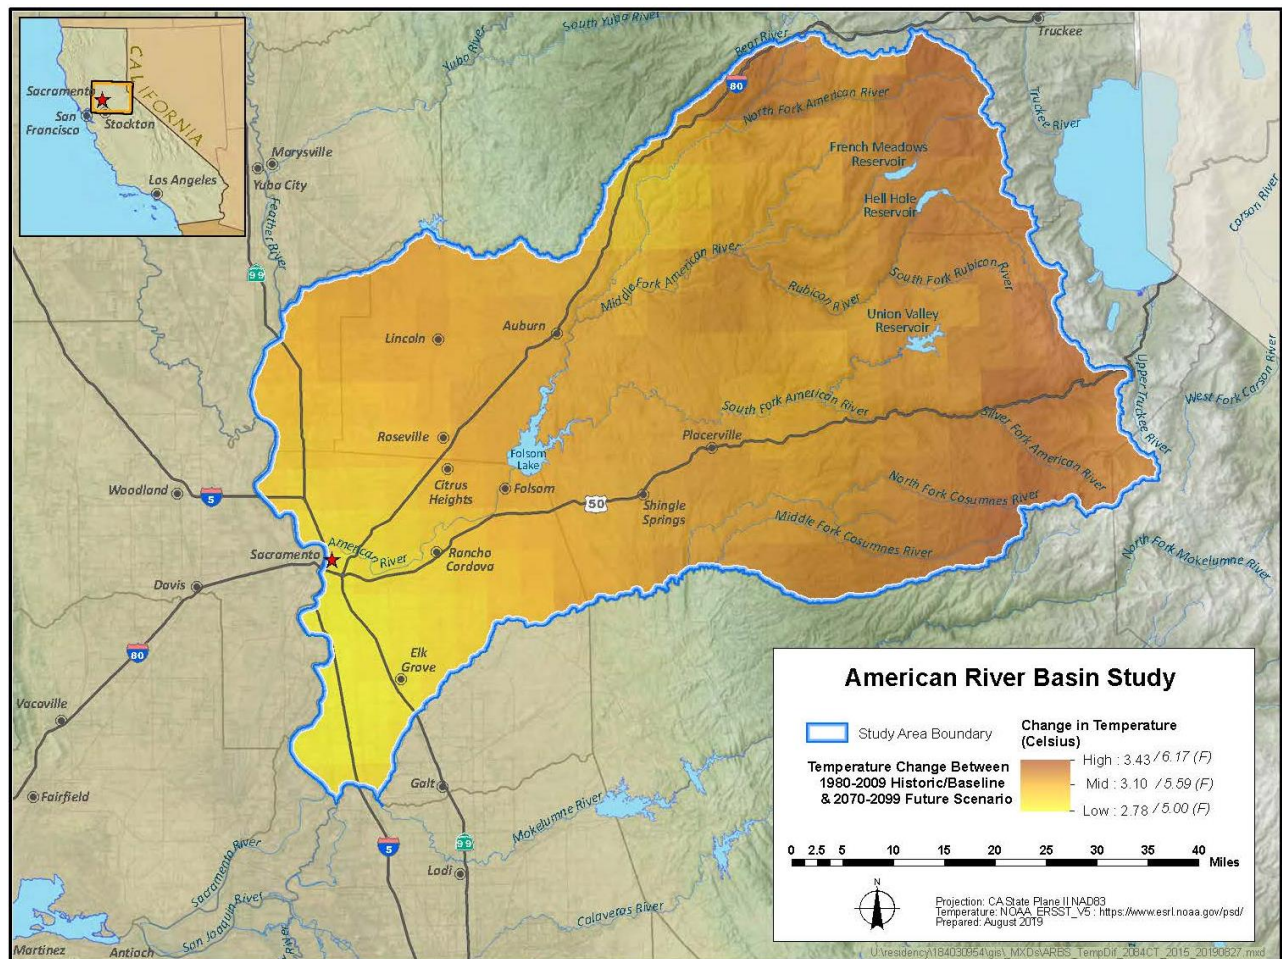 CALIFORNIA
Sacramento
San
Francisco
Stockton
Los Angeles
South Yuba River
Yuba River
Bear River
Truckee
80
North Fork American River
Truckee River
French Meadows
Reservoir
Hell Hole
Reservoir
Marysville
Yuba City
Feather River
99
Carson River
Middle Fork American River
Rubicon River
South Fork Rubicon River
Union Valley
Reservoir
Lincoln
Auburn
Upper Truckee River
West Fork Carson River
South Fork American River
Silver Fork American River
Roseville
Placerville
Folsom
Lake
Citrus
Heights
Folsom
Woodland
5
50
Shingle
Springs
North Fork Cosumnes River
Middle Fork Cosumnes River
Sacramento
American River
Rancho
Cordova
North Fork Mokelumne River
Davis
80
Elk
Grove
Vacaville
Galt
Fairfield
Mokelumne River
99
5
Lodi
Sacramento River
San Joaquin River
River
Calaveras River
Martinez
Antioch
American River Basin Study
Study Area Boundary
Temperature Change Between
1980-2009 Historic/Baseline
& 2070-2099 Future Scenario
Change in Temperature
(Celsius)
High : 3.43 / 6.17 (F)
Mid : 3.10 / 5.59 (F)
Low : 2.78 / 5.00 (F)
0 2.5 5 10 15 20 25 30 35 40
Miles
N
Projection: CA State Plane II NAD83
Temperature: NOAA_ERSST_V5 : https://www.esrl.noaa.gov/psd/
Prepared: August 2019
U:\residency\184030954\gis\_MXDs\ARBS_TempDif_2084CT_2015_20190827.mxd